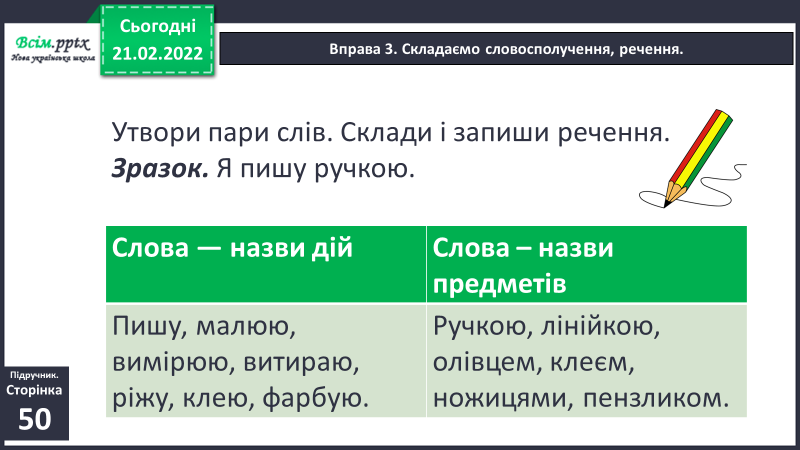 Сьогодні
21.02.2022
Всім.pptx
Нова українська школа
Вправа 3. Складаємо словосполучення, речення.
Утвори пари слів. Склади і запиши речення.
Зразок. Я пишу ручкою.
Слова — назви дій
Слова – назви
предметів
Пишу, малюю,
вимірюю, витираю,
ріжу, клею, фарбую.
Ручкою, лінійкою,
олівцем, клеєм,
ножицями, пензликом.
Підручник.
Сторінка
50